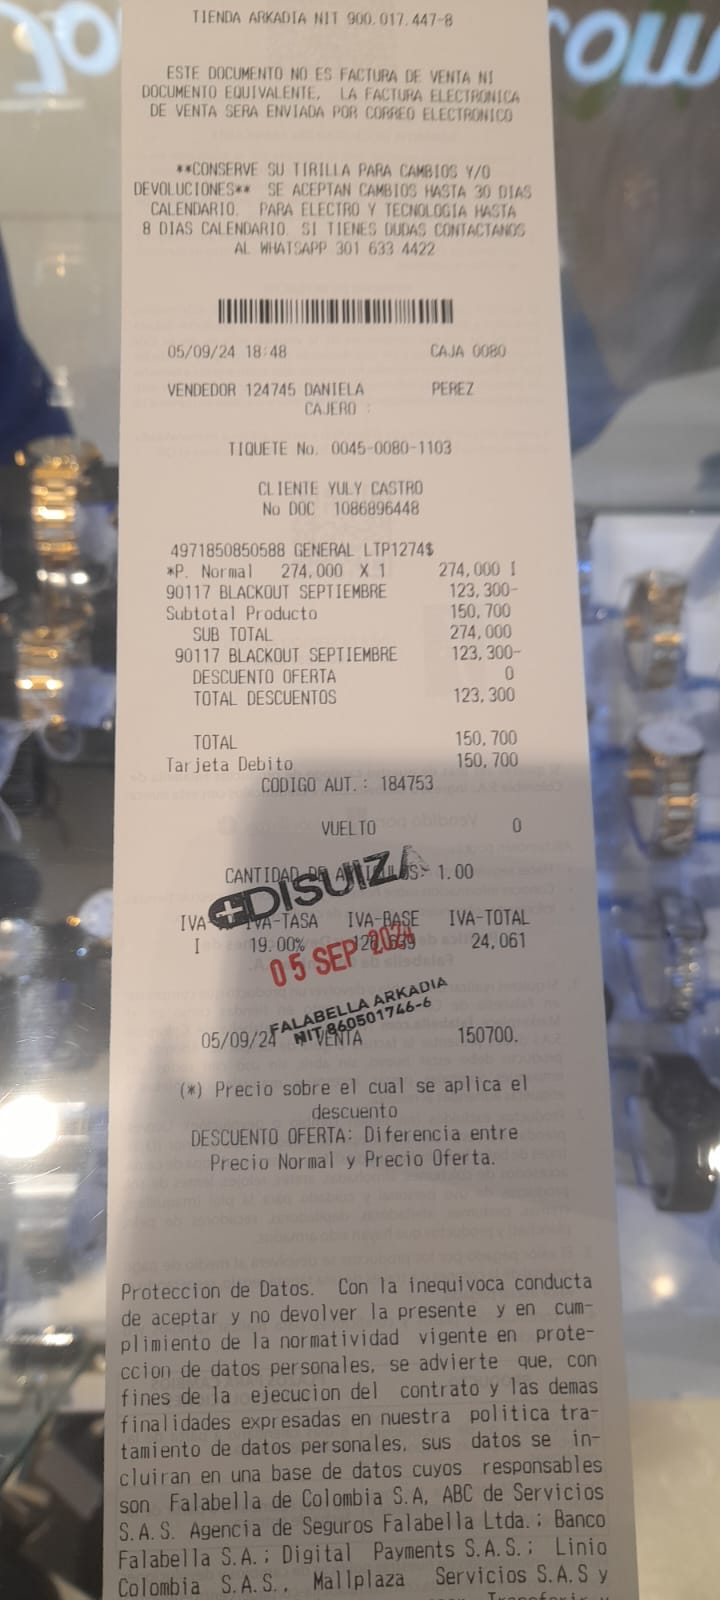 TIENDA ARKADIA NIT 900.017.447-8
ESTE DOCUMENTO NO ES FACTURA DE VENTA NI
DOCUMENTO EQUIVALENTE, LA FACTURA ELECTRONICA
DE VENTA SERA ENVIADA POR CORREO ELECTRONICO
**CONSERVE SU TIRILLA PARA CAMBIOS Y/O
DEVOLUCIONES** SE ACEPTAN CAMBIOS HASTA 30 DIAS
CALENDARIO. PARA ELECTRO Y TECNOLOGIA HASTA
8 DIAS CALENDARIO. SI TIENES DUDAS CONTACTANOS
AL WHATSAPP 301 633 4422
05/09/24 18:48 CAJA 0080
VENDEDOR 124745 DANIELA PEREZ
CAJERO :
TIQUETE No. 0045-0080-1103
CLIENTE YULY CASTRO
No DOC 1086896448
4971850850588 GENERAL LTP1274$
*P. Normal 274,000 X 1 274,000 I
90117 BLACKOUT SEPTIEMBRE 123,300-
Subtotal Producto 150,700
SUB TOTAL 274,000
90117 BLACKOUT SEPTIEMBRE 123,300-
DESCUENTO OFERTA 0
TOTAL DESCUENTOS 123,300
TOTAL 150,700
Tarjeta Debito 150,700
CODIGO AUT.: 184753
VUELTO 0
CANTIDAD DE ARTICULOS:- 1.00
DISUIZA
IVA IVA-TASA IVA-BASE IVA-TOTAL
I 19.00% 126,639 24,061
05 SEP 2024
FALABELLA ARKADIA
NIT 860501746-6
05/09/24 VENTA 150700.
(*) Precio sobre el cual se aplica el
descuento
DESCUENTO OFERTA: Diferencia entre
Precio Normal y Precio Oferta.
Proteccion de Datos. Con la inequivoca conducta
de aceptar y no devolver la presente y en cum-
plimiento de la normatividad vigente en prote-
ccion de datos personales, se advierte que, con
fines de la ejecucion del contrato y las demas
finalidades expresadas en nuestra politica tra-
tamiento de datos personales, sus datos se in-
cluiran en una base de datos cuyos responsables
son Falabella de Colombia S.A, ABC de Servicios
S.A.S. Agencia de Seguros Falabella Ltda.; Banco
Falabella S.A.; Digital Payments S.A.S.; Linio
Colombia S.A.S., Mallplaza Servicios S.A.S y